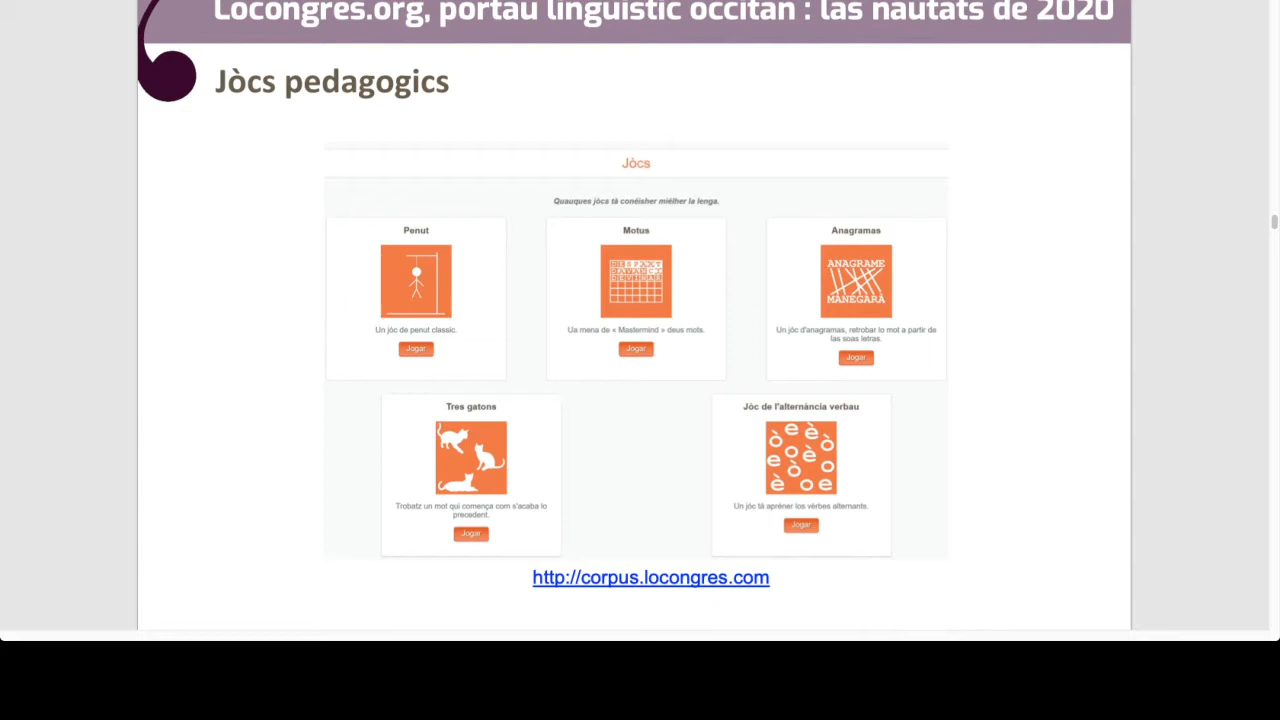 Locongres.org, portau linguistic occitan : las nautats de 2020
Jòcs pedagogics
Jòcs
Quauques jòcs tà conéisher miélher la lenga.
Penut
Motus
Anagramas
ANAGRAME
MANEGARÀ
Un jòc de penut classic.
Ua mena de « Mastermind » deus mots.
Un jòc d'anagramas, retrobar lo mot a partir de
las soas letras.
Jogar
Jogar
Jogar
Tres gatons
Jòc de l'alternància verbau
ò e è
e o è ò
ò è ò o
è o e
Trobatz un mot qui comença com s'acaba lo
precedent.
Un jòc tà apréner los vèrbes alternants.
Jogar
Jogar
http://corpus.locongres.com